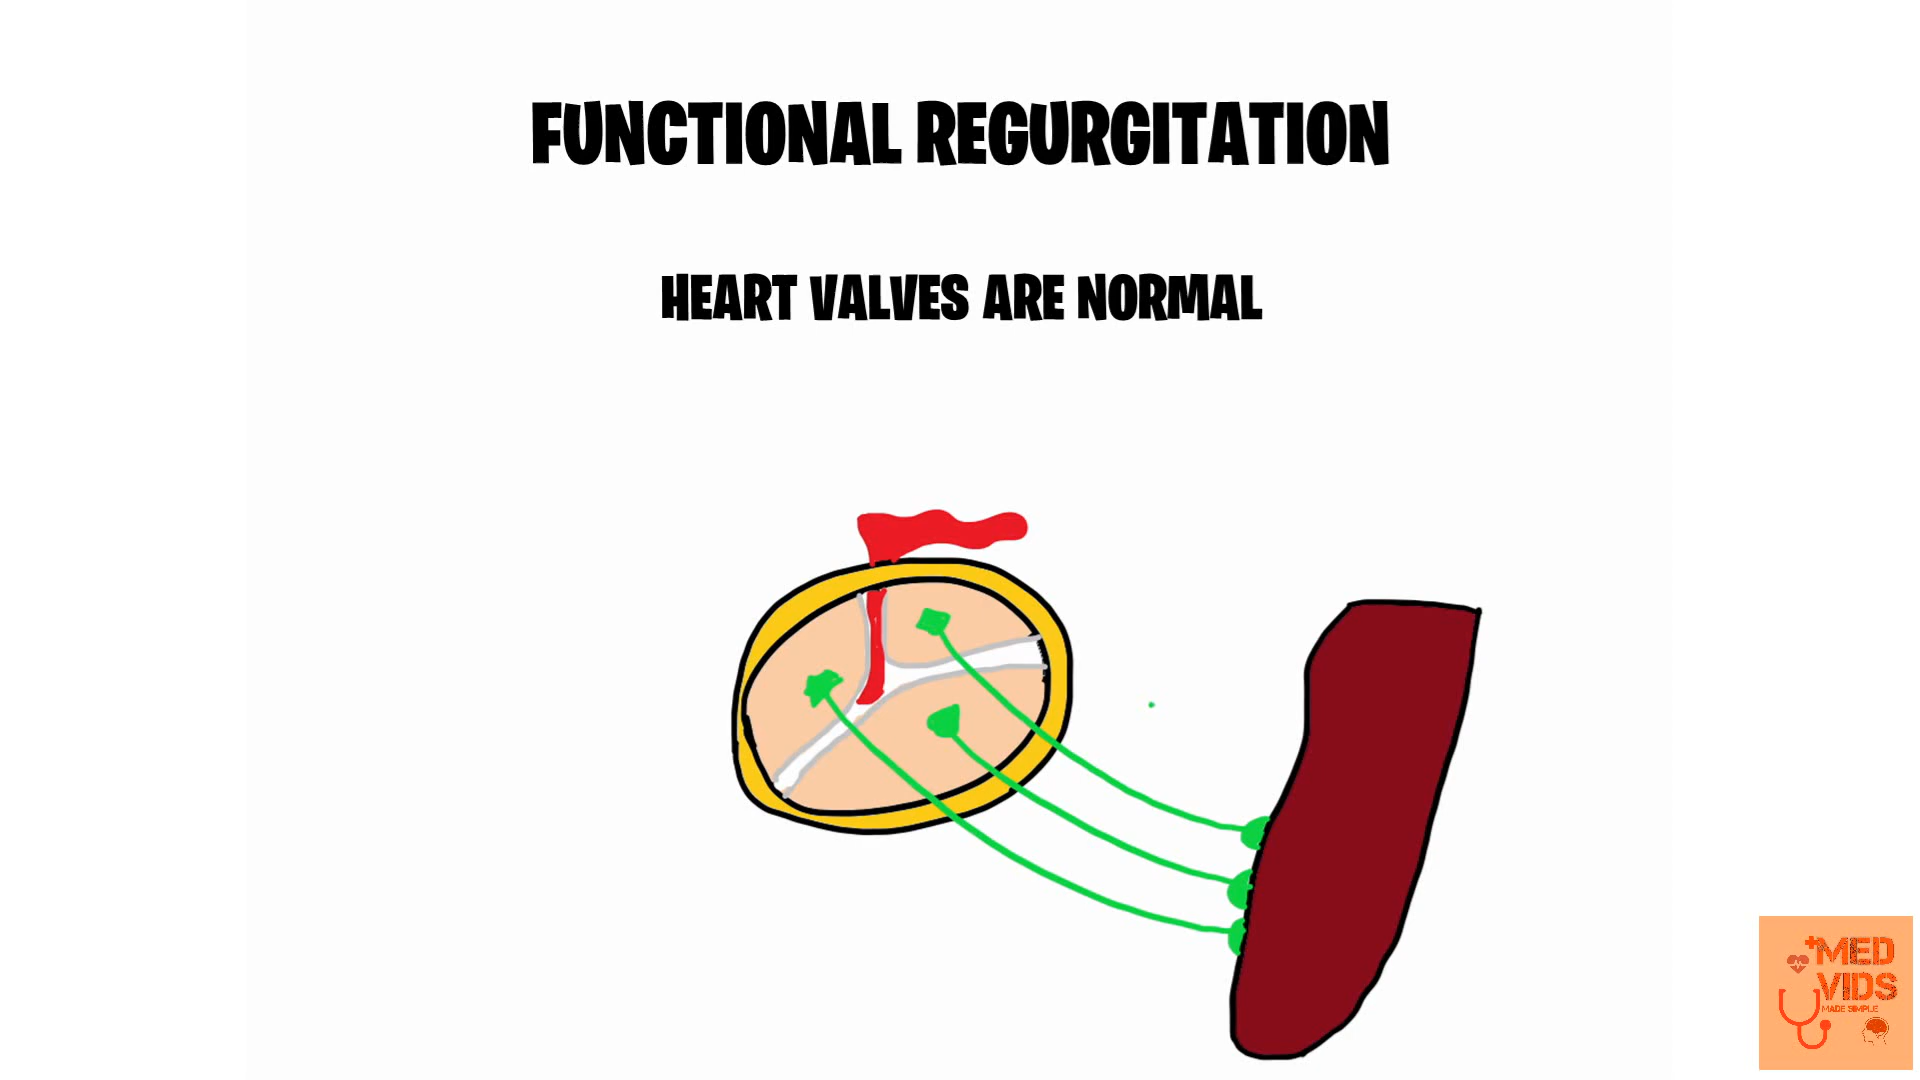 FUNCTIONAL REGURGITATION
HEART VALVES ARE NORMAL
MED
VIDS
MADE SIMPLE